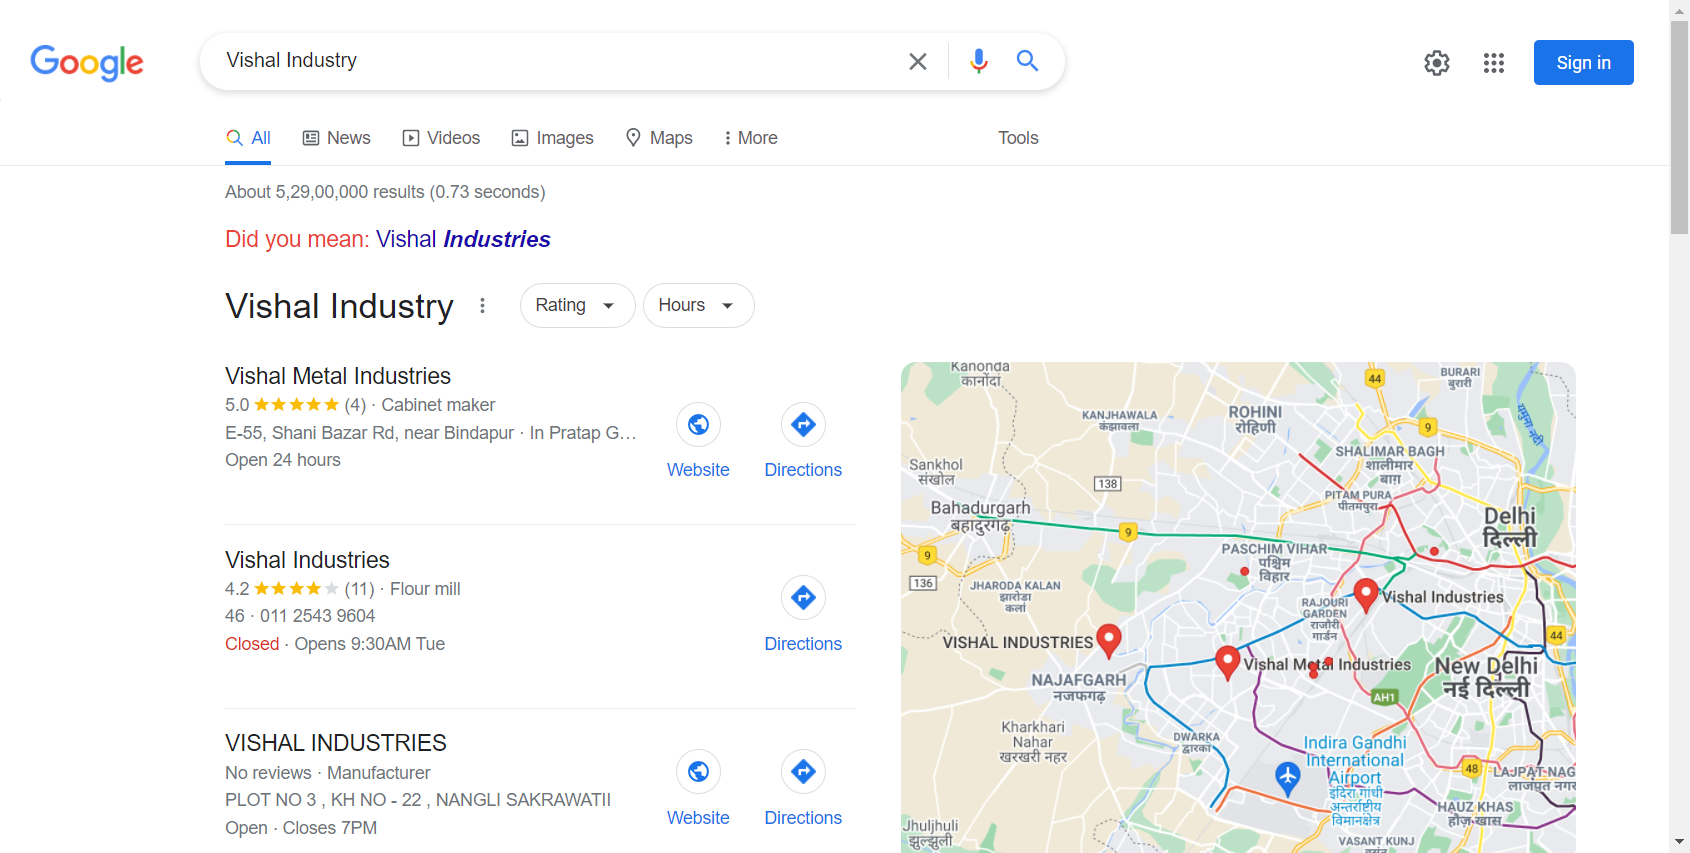 Google
Vishal Industry
Sign in
All
News
Videos
Images
Maps
More
Tools
About 5,29,00,000 results (0.73 seconds)
Did you mean: Vishal Industries
Vishal Industry
Rating
Hours
Vishal Metal Industries
5.0 (4) · Cabinet maker
E-55, Shani Bazar Rd, near Bindapur · In Pratap G...
Open 24 hours
Website
Directions
Vishal Industries
4.2 (11) · Flour mill
46 · 011 2543 9604
Closed · Opens 9:30AM Tue
Directions
VISHAL INDUSTRIES
No reviews · Manufacturer
PLOT NO 3 , KH NO - 22 , NANGLI SAKRAWATII
Open · Closes 7PM
Website
Directions
Kanonda
कानोंदा
44
BURARI
बुरारी
KANJHAWALA
कंझावला
ROHINI
रोहिणी
9
यमुना नदी
SHALIMAR BAGH
शालीमार
बाग़
Sankhol
संखोल
138
PITAM PURA
पीतमपुरा
Bahadurgarh
बहादुरगढ़
Delhi
दिल्ली
9
9
PASCHIM VIHAR
पश्चिम
विहार
136
JHARODA KALAN
झारोड़ा
कलां
RAJOURI
GARDEN
राजौरी
गार्डन
Vishal Industries
VISHAL INDUSTRIES
44
Vishal Metal Industries
New Delhi
नई दिल्ली
NAJAFGARH
नजफगढ़
AH1
Kharkhari
Nahar
खरखरी नहर
DWARKA
द्वारका
Indira Gandhi
International
Airport
इंदिरा गांधी
अन्तर्राष्ट्रीय
विमानक्षेत्र
48
LAJPAT NAG
लाजपत नगर
HAUZ KHAS
हौज़ खास
Jhuljhuli
झुल्झुली
VASANT KUNJ